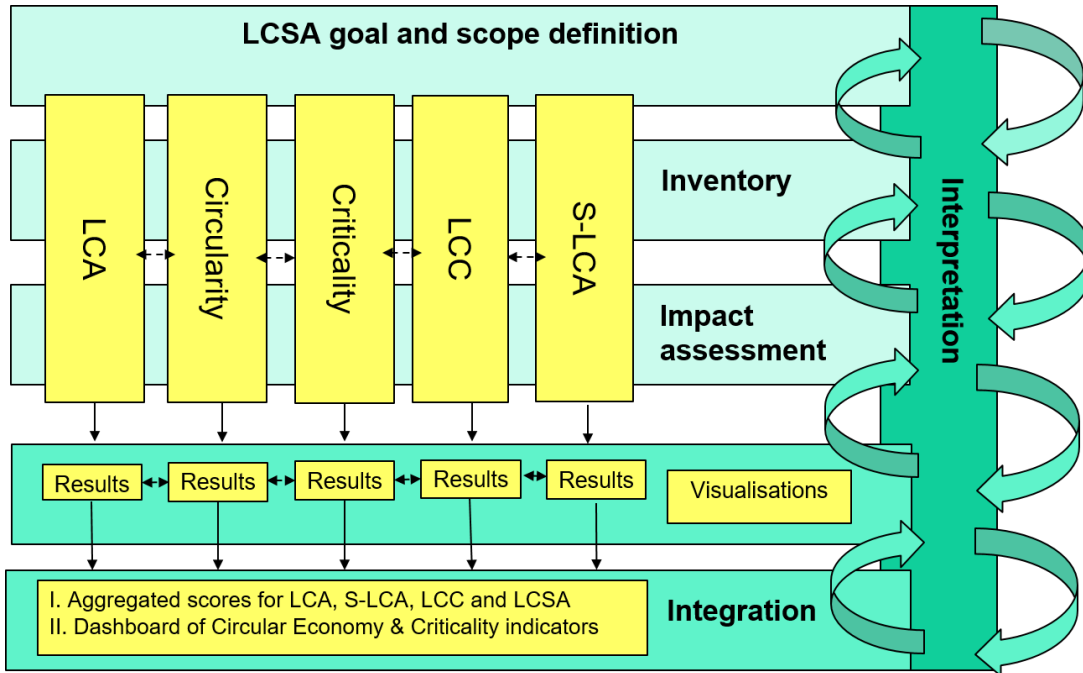 LCSA goal and scope definition
LCA
Circularity
Criticality
LCC
S-LCA
Inventory
Impact
assessment
Interpretation
Results
Results
Results
Results
Results
Visualisations
I. Aggregated scores for LCA, S-LCA, LCC and LCSA
II. Dashboard of Circular Economy & Criticality indicators
Integration